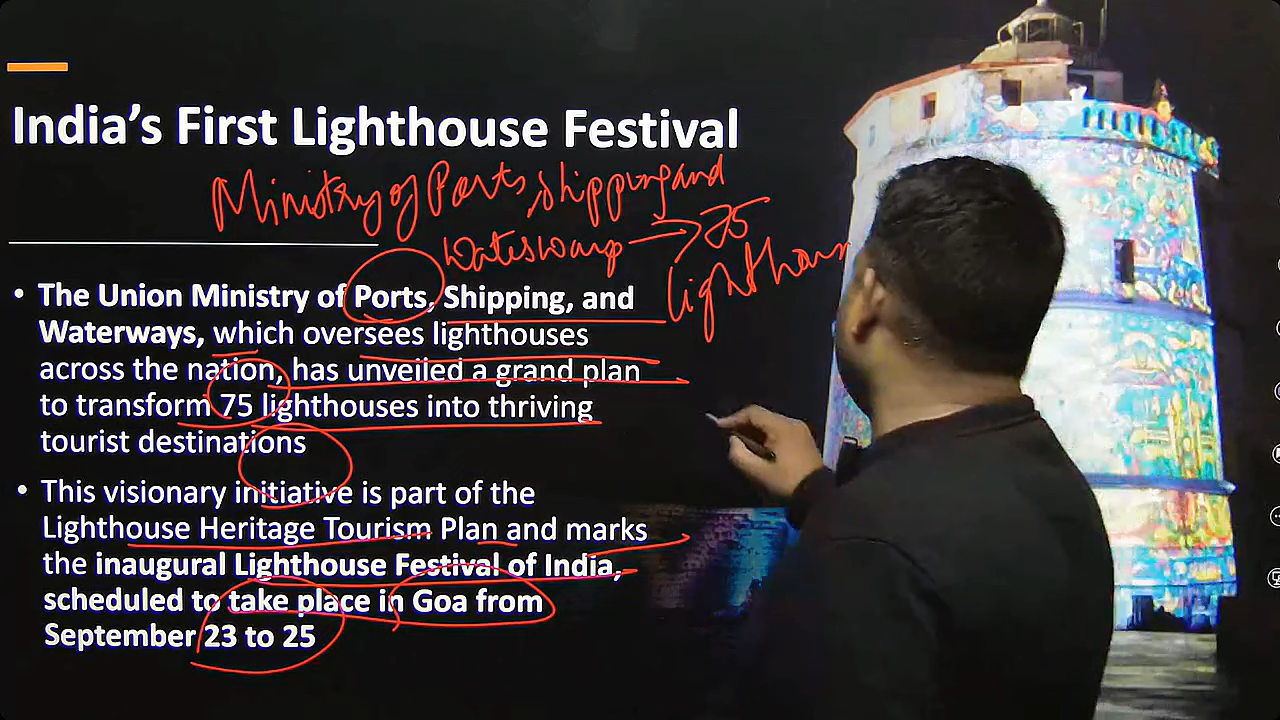 India's First Lighthouse Festival
Ministry of Ports, shipping and
→ 75
lighthous
• The Union Ministry of Ports, Shipping, and
Waterways, which oversees lighthouses
across the nation, has unveiled a grand plan
to transform 75 lighthouses into thriving
tourist destinations
• This visionary initiative is part of the
Lighthouse Heritage Tourism Plan and marks
the inaugural Lighthouse Festival of India,
scheduled to take place in Goa from
September 23 to 25